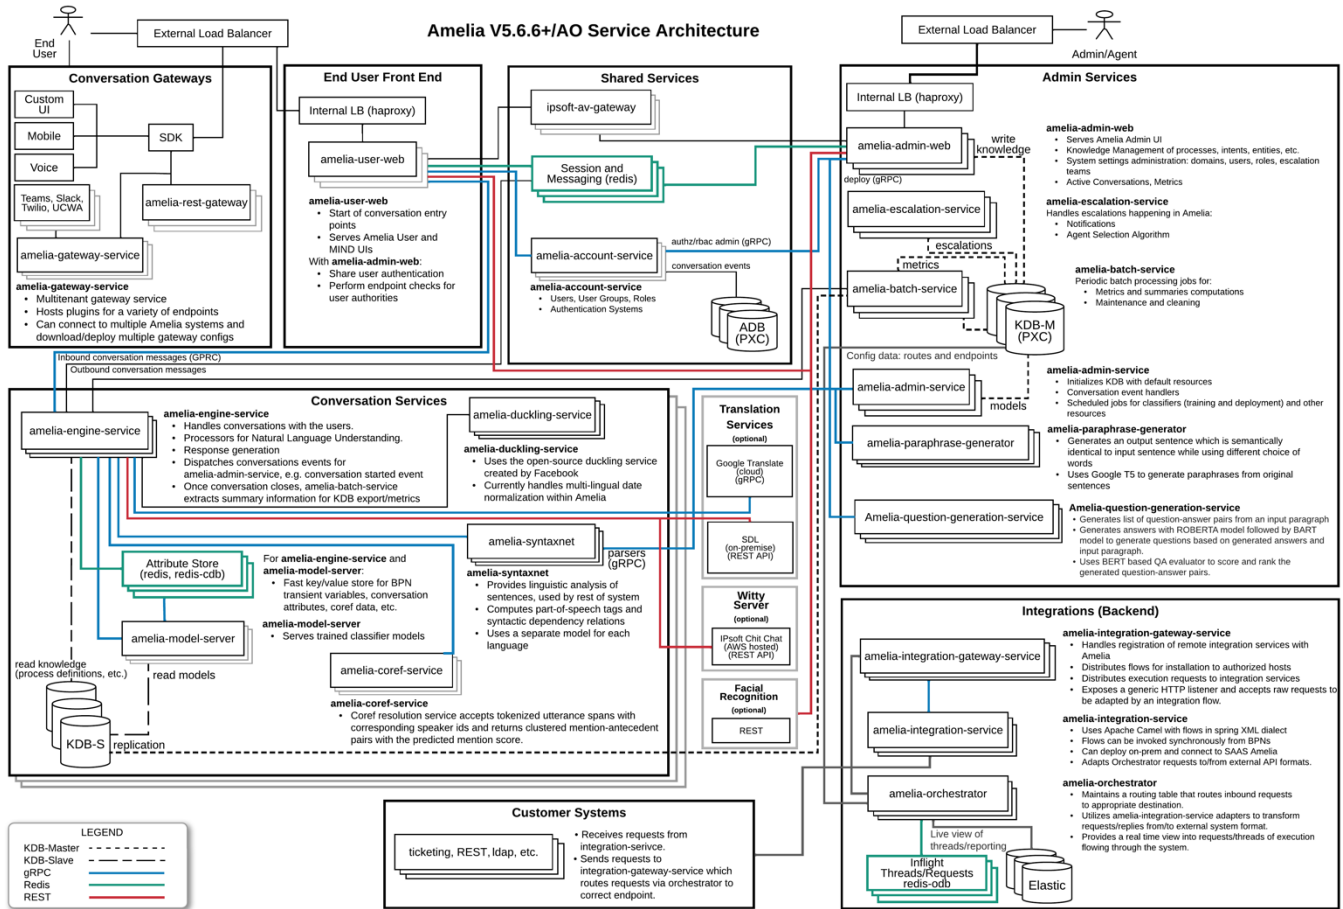 Amelia V5.6.6+/AO Service Architecture
End
User
External Load Balancer
External Load Balancer
Admin/Agent
Conversation Gateways
Custom
UI
Mobile
Voice
SDK
Teams, Slack,
Twilio, UCWA
amelia-rest-gateway
amelia-gateway-service
amelia-gateway-service
• Multitenant gateway service
• Hosts plugins for a variety of endpoints
• Can connect to multiple Amelia systems and
download/deploy multiple gateway configs
End User Front End
Internal LB (haproxy)
amelia-user-web
amelia-user-web
• Start of conversation entry
points
• Serves Amelia User and
MIND UIs
With amelia-admin-web:
• Share user authentication
• Perform endpoint checks for
user authorities
Shared Services
ipsoft-av-gateway
Session and
Messaging (redis)
authz/rbac admin (gRPC)
amelia-account-service
conversation events
amelia-account-service
• Users, User Groups, Roles
• Authentication Systems
ADB
(PXC)
Admin Services
Internal LB (haproxy)
amelia-admin-web
write
knowledge
deploy (gRPC)
amelia-escalation-service
escalations
metrics
amelia-batch-service
KDB-M
(PXC)
Config data: routes and endpoints
amelia-admin-service
models
amelia-paraphrase-generator
Amelia-question-generation-service
amelia-admin-web
• Serves Amelia Admin UI
• Knowledge Management of processes, intents, entities, etc.
• System settings administration: domains, users, roles, escalation
teams
• Active Conversations, Metrics
amelia-escalation-service
Handles escalations happening in Amelia:
• Notifications
• Agent Selection Algorithm
amelia-batch-service
Periodic batch processing jobs for:
• Metrics and summaries computations
• Maintenance and cleaning
amelia-admin-service
• Initializes KDB with default resources
• Conversation event handlers
• Scheduled jobs for classifiers (training and deployment) and other
resources
amelia-paraphrase-generator
• Generates an output sentence which is semantically
identical to input sentence while using different choice of
words
• Uses Google T5 to generate paraphrases from original
sentences
Amelia-question-generation-service
• Generates list of question-answer pairs from an input paragraph
• Generates answers with ROBERTA model followed by BART
model to generate questions based on generated answers and
input paragraph.
• Uses BERT based QA evaluator to score and rank the
generated question-answer pairs.
Inbound conversation messages (GPRC)
Outbound conversation messages
Conversation Services
amelia-engine-service
amelia-engine-service
• Handles conversations with the users.
• Processors for Natural Language Understanding.
• Response generation
• Dispatches conversations events for
amelia-admin-service, e.g. conversation started event
• Once conversation closes, amelia-batch-service
extracts summary information for KDB export/metrics
amelia-duckling-service
amelia-duckling-service
• Uses the open-source duckling service
created by Facebook
• Currently handles multi-lingual date
normalization within Amelia
amelia-syntaxnet
parsers
(gRPC)
amelia-syntaxnet
• Provides linguistic analysis of
sentences, used by rest of system
• Computes part-of-speech tags and
syntactic dependency relations
• Uses a separate model for each
language
Attribute Store
(redis, redis-cdb)
For amelia-engine-service and
amelia-model-server:
• Fast key/value store for BPN
transient variables, conversation
attributes, coref data, etc.
amelia-model-server
amelia-model-server
• Serves trained classifier models
read knowledge
(process definitions, etc.)
read models
KDB-S
replication
amelia-coref-service
amelia-coref-service
• Coref resolution service accepts tokenized utterance spans with
corresponding speaker ids and returns clustered mention-antecedent
pairs with the predicted mention score.
Translation
Services
(optional)
Google Translate
(cloud)
(gRPC)
SDL
(on-premise)
(REST API)
Witty
Server
(optional)
IPsoft Chit Chat
(AWS hosted)
(REST API)
Facial
Recognition
(optional)
REST
Integrations (Backend)
amelia-integration-gateway-service
amelia-integration-service
amelia-orchestrator
Live view of
threads/reporting
Inflight
Threads/Requests
redis-odb
Elastic
amelia-integration-gateway-service
• Handles registration of remote integration services with
Amelia
• Distributes flows for installation to authorized hosts
• Distributes execution requests to integration services
• Exposes a generic HTTP listener and accepts raw requests to
be adapted by an integration flow.
amelia-integration-service
• Uses Apache Camel with flows in spring XML dialect
• Flows can be invoked synchronously from BPNs
• Can deploy on-prem and connect to SAAS Amelia
• Adapts Orchestrator requests to/from external API formats.
amelia-orchestrator
• Maintains a routing table that routes inbound requests
to appropriate destination.
• Utilizes amelia-integration-service adapters to transform
requests/replies from/to external system format.
• Provides a real time view into requests/threads of execution
flowing through the system.
Customer Systems
ticketing, REST, ldap, etc.
• Receives requests from
integration-serivce.
• Sends requests to
integration-gateway-service which
routes requests via orchestrator to
correct endpoint.
LEGEND
KDB-Master
KDB-Slave
gRPC
Redis
REST